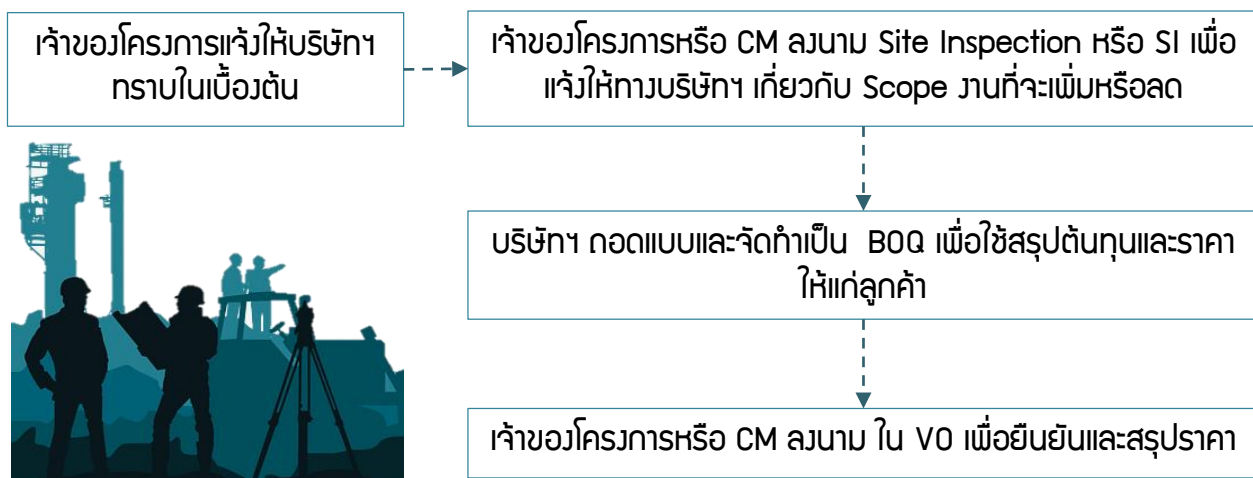 เจ้าของโครงการแจ้งให้บริษัทฯ
ทราบในเบื้องต้น
เจ้าของโครงการหรือ CM ลงนาม Site Inspection หรือ SI เพื่อ
แจ้งให้ทางบริษัทฯ เกี่ยวกับ Scope งานที่จะเพิ่มหรือลด
บริษัทฯ ถอดแบบและจัดทำเป็น BOQ เพื่อใช้สรุปต้นทุนและราคา
ให้แก่ลูกค้า
เจ้าของโครงการหรือ CM ลงนาม ใน VO เพื่อยืนยันและสรุปราคา